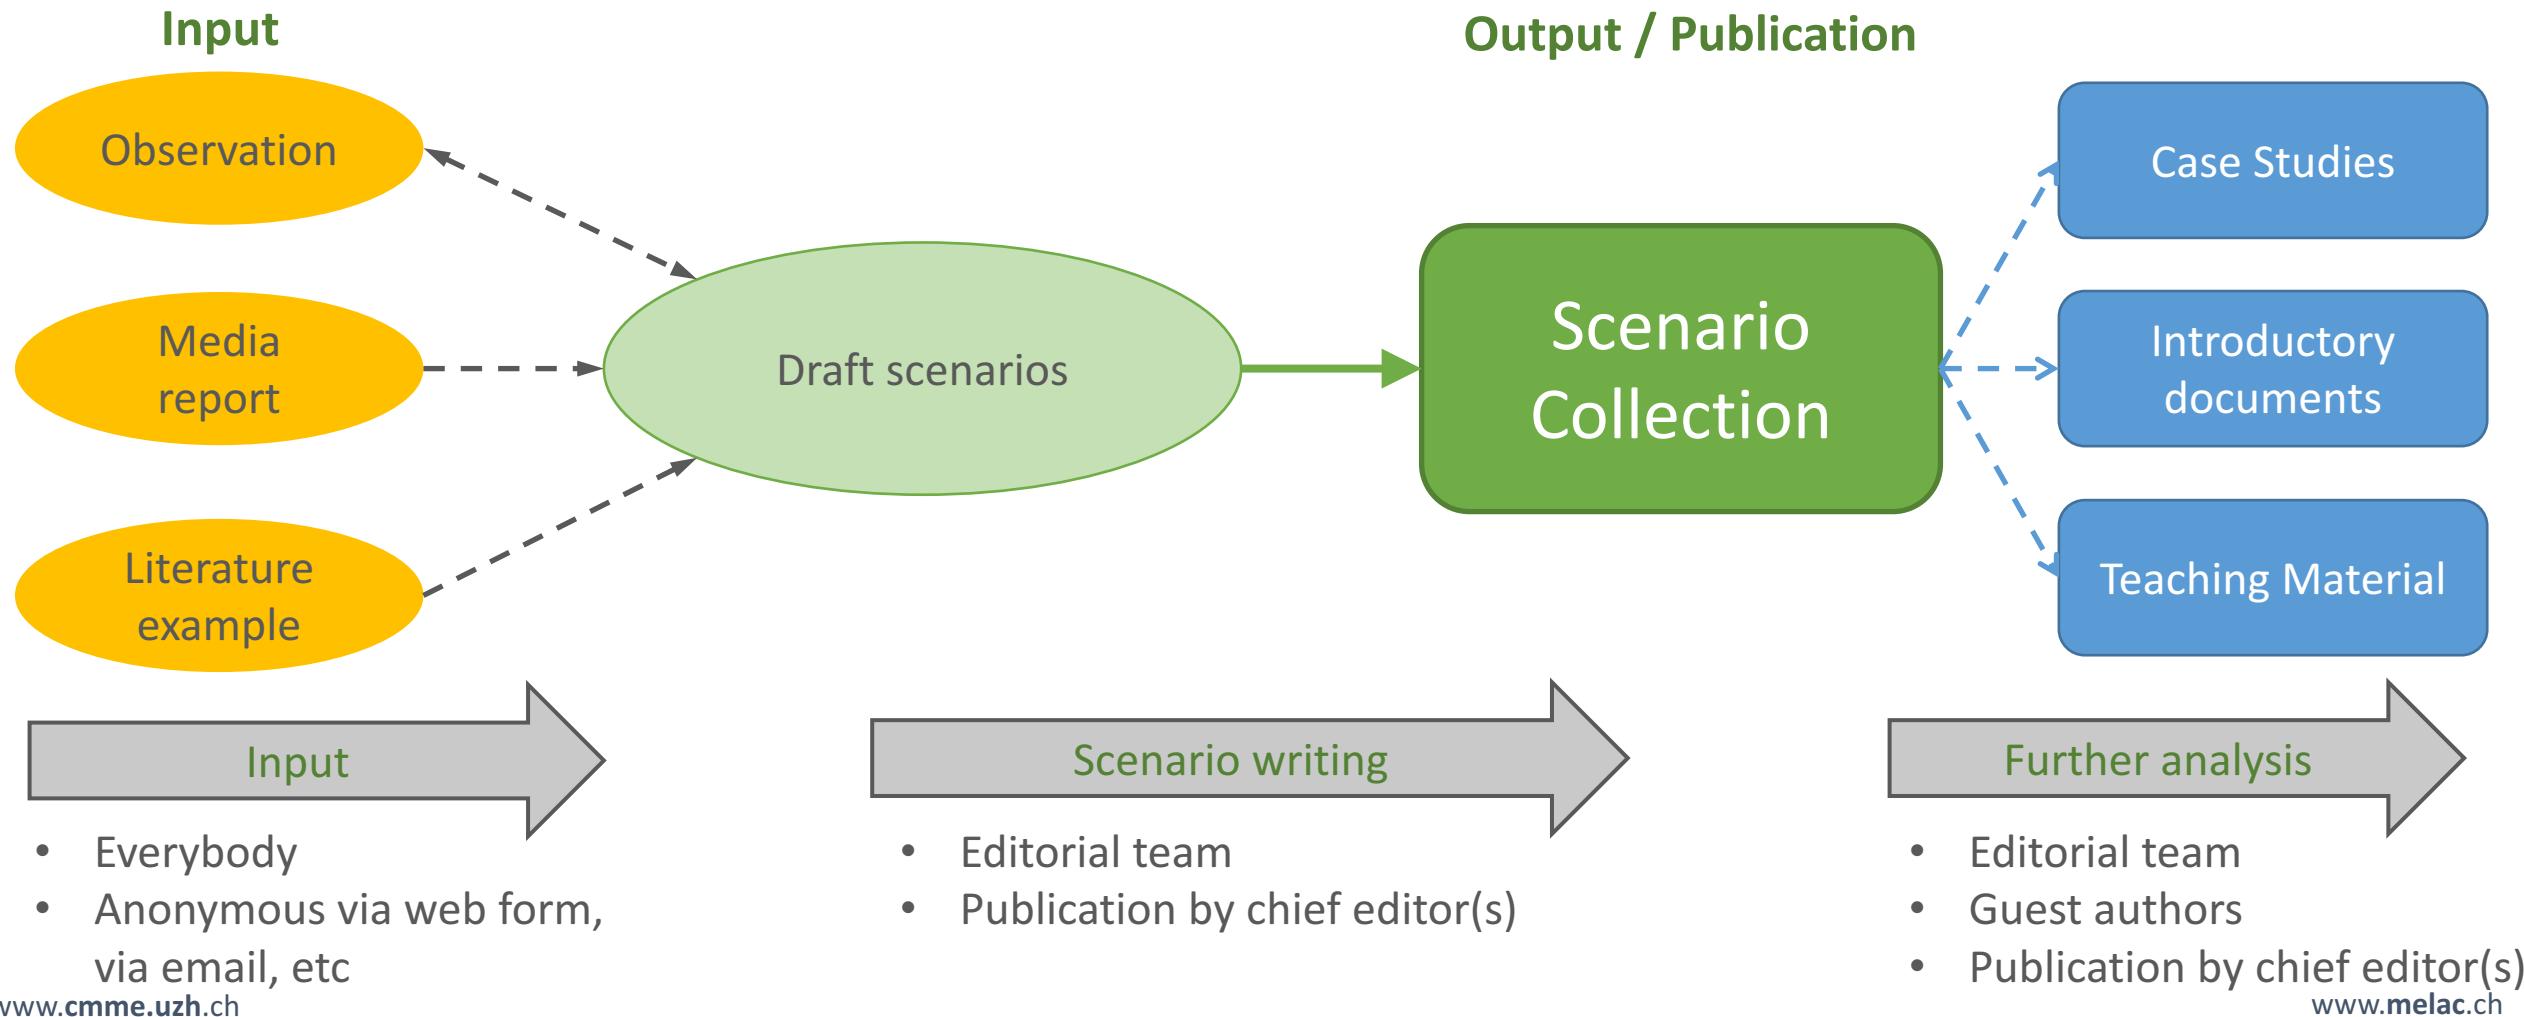 Input
Output / Publication
Observation
Media
report
Literature
example
Draft scenarios
Scenario
Collection
Case Studies
Introductory
documents
Teaching Material
Input
• Everybody
• Anonymous via web form,
via email, etc
Scenario writing
• Editorial team
• Publication by chief editor(s)
Further analysis
• Editorial team
• Guest authors
• Publication by chief editor(s)
www.cmme.uzh.ch
www.melac.ch